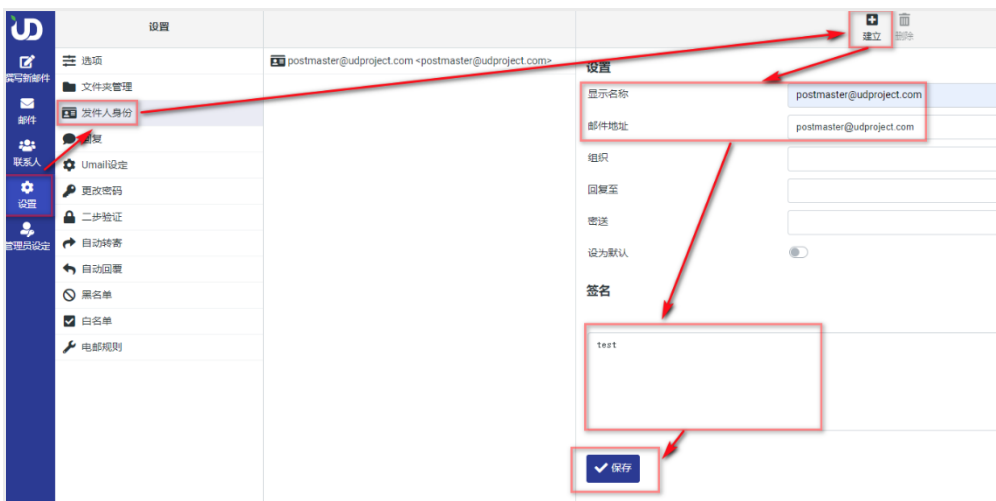 UD
撰写新邮件
邮件
联系人
设置
管理员设定
设置
选项
文件夹管理
发件人身份
回复
Umail设定
更改密码
二步验证
自动转寄
自动回覆
黑名单
白名单
电邮规则
postmaster@udproject.com <postmaster@udproject.com>
建立
删除
设置
显示名称
postmaster@udproject.com
邮件地址
postmaster@udproject.com
组织
回复至
密送
设为默认
签名
test
保存